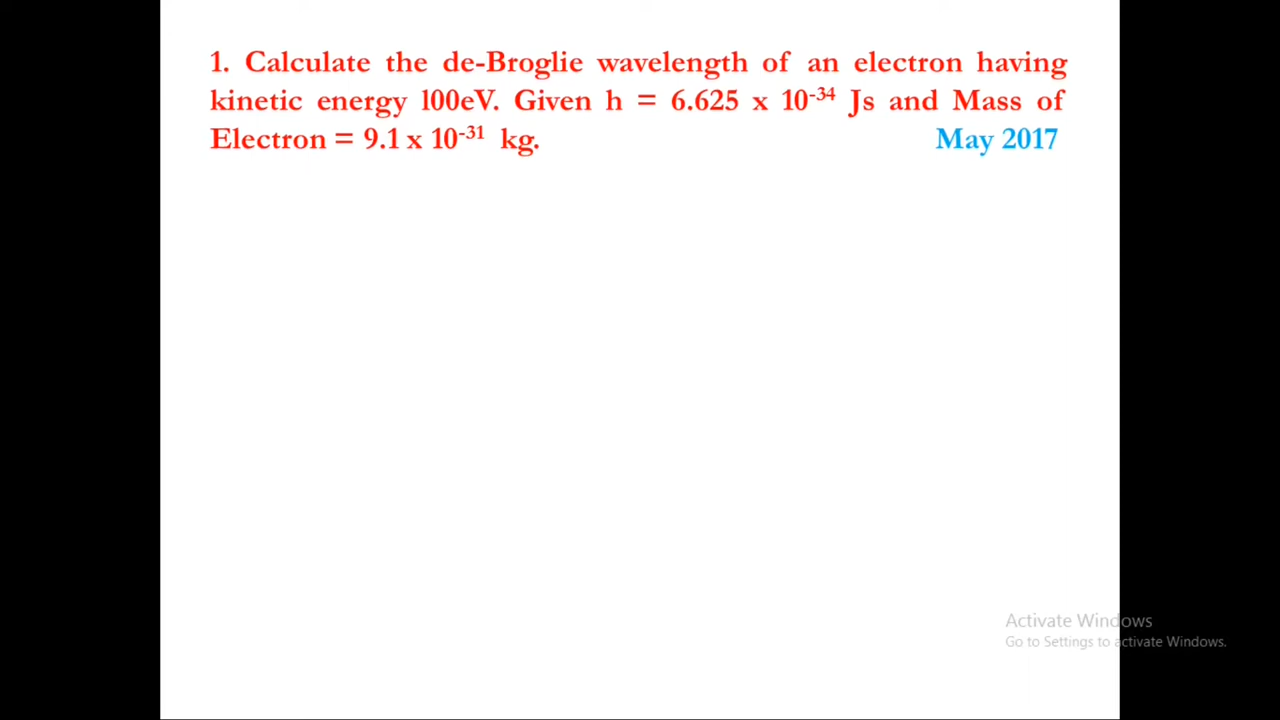 1. Calculate the de-Broglie wavelength of an electron having
kinetic energy l00eV. Given h = 6.625 x 10⁻³⁴ Js and Mass of
Electron = 9.1 x 10⁻³¹ kg. May 2017
Activate Windows
Go to Settings to activate Windows.